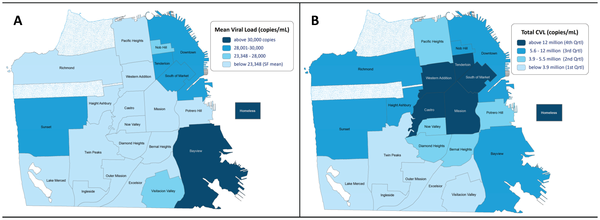 A
Mean Viral Load (copies/mL)
above 30,000 copies
28,001-30,000
23,348 - 28,000
below 23,348 (SF mean)
Pacific Heights
Nob Hill
Downtown
Tenderloin
Richmond
Western Addition
South of Market
Haight Ashbury
Castro
Mission
Potrero Hill
Homeless
Sunset
Noe Valley
Twin Peaks
Diamond Heights
Bernal Heights
Bayview
Outer Mission
Lake Merced
Excelsior
Ingleside
Visitacion Valley
B
Total CVL (copies/mL)
above 12 million (4th Qrtl)
5.6 - 12 million (3rd Qrtl)
3.9 - 5.5 million (2nd Qrtl)
below 3.9 million (1st Qrtl)
Pacific Heights
Nob Hill
Downtown
Tenderloin
Richmond
Western Addition
South of Market
Haight Ashbury
Castro
Mission
Potrero Hill
Homeless
Sunset
Noe Valley
Twin Peaks
Diamond Heights
Bernal Heights
Bayview
Outer Mission
Lake Merced
Excelsior
Ingleside
Visitacion Valley